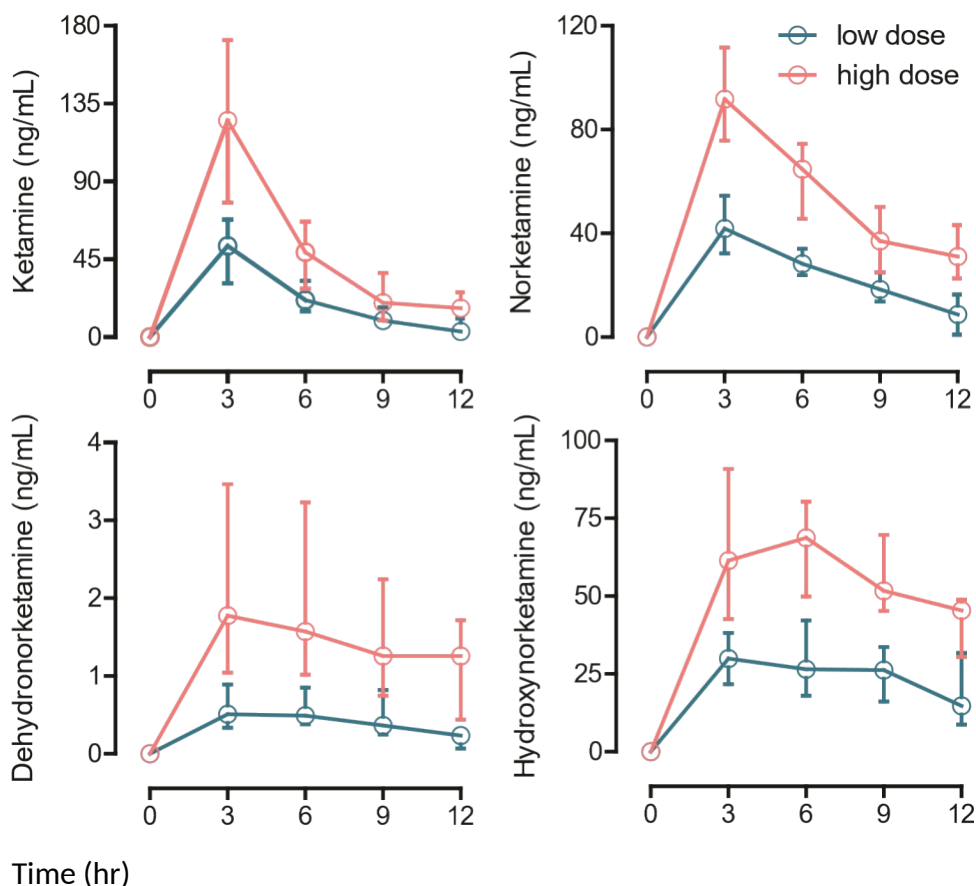 Ketamine (ng/mL)
180
135
90
45
0
0 3 6 9 12
Norketamine (ng/mL)
120
80
40
0
0 3 6 9 12
low dose
high dose
Dehydronorketamine (ng/mL)
4
3
2
1
0
0 3 6 9 12
Hydroxynorketamine (ng/mL)
100
75
50
25
0
0 3 6 9 12
Time (hr)